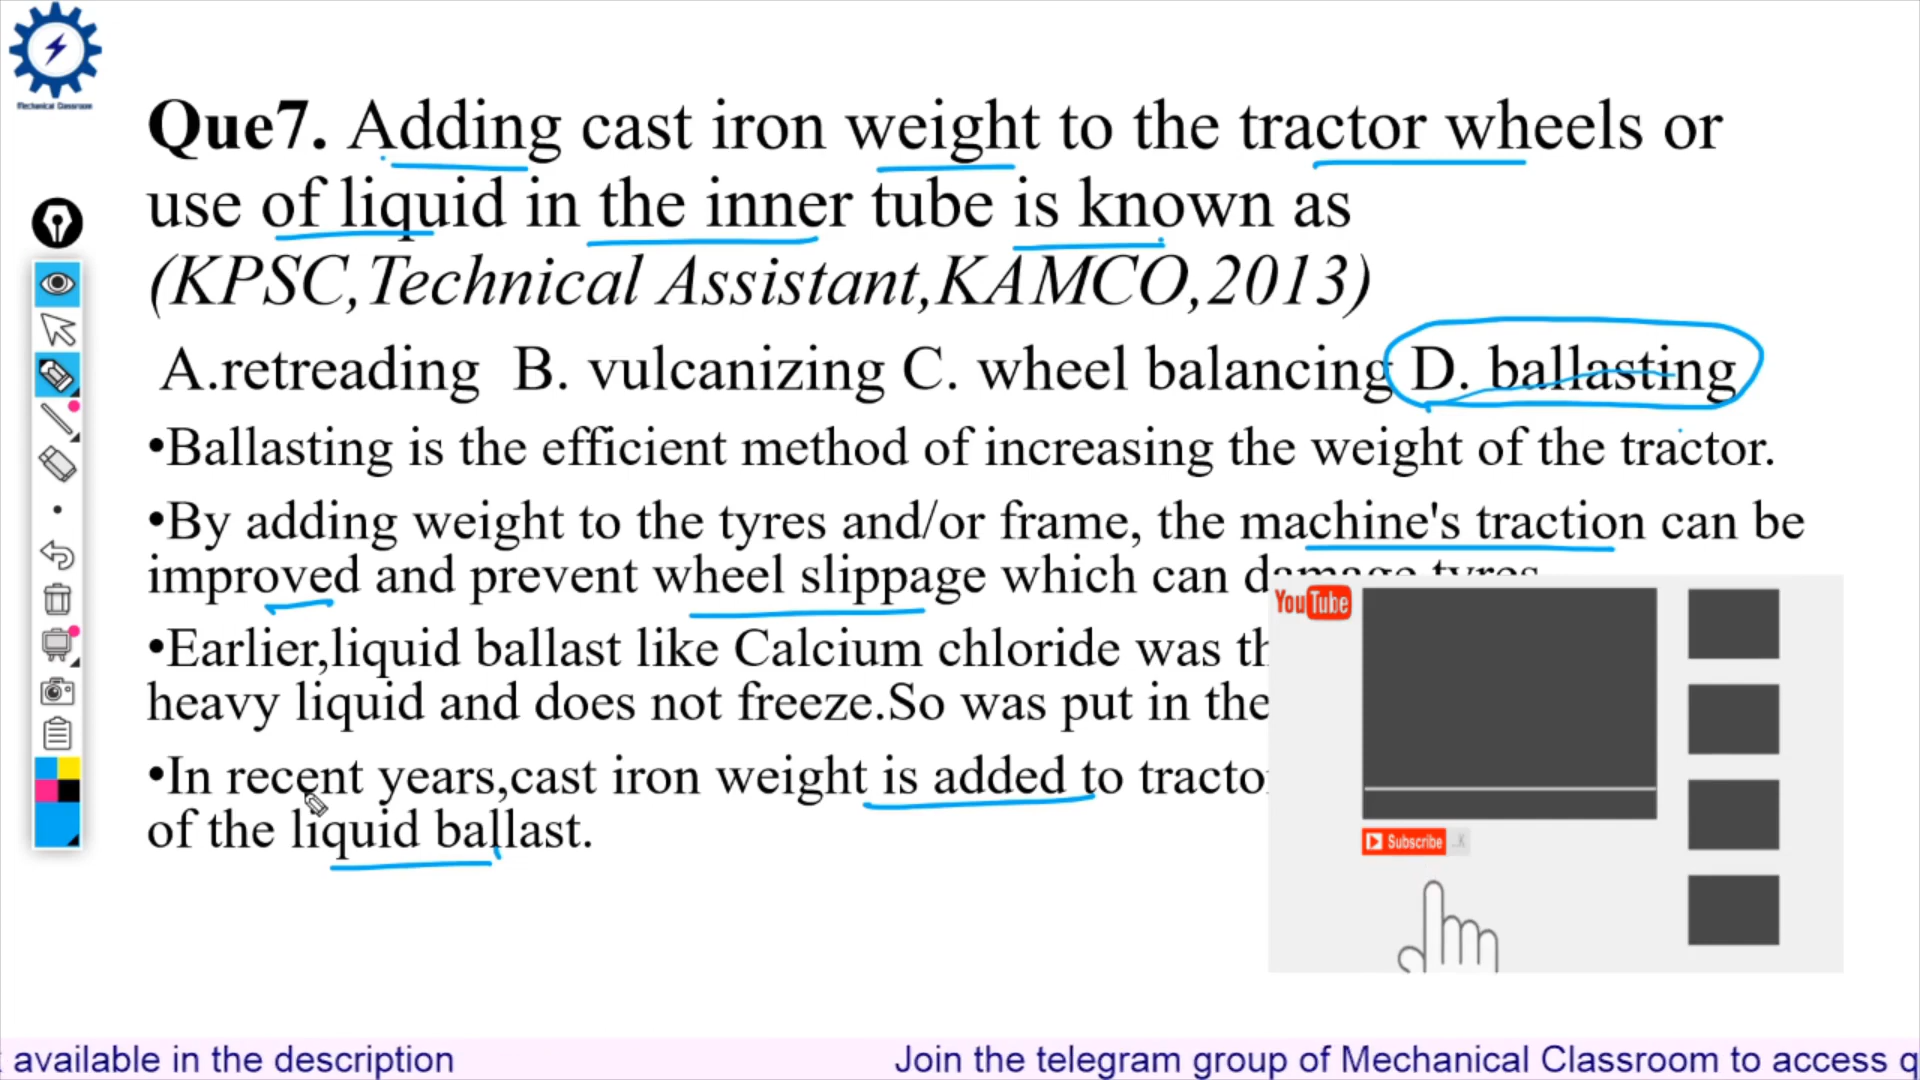 Mechanical Classroom
Que7. Adding cast iron weight to the tractor wheels or
use of liquid in the inner tube is known as
(KPSC,Technical Assistant,KAMCO,2013)
A.retreading B. vulcanizing C. wheel balancing D. ballasting
•Ballasting is the efficient method of increasing the weight of the tractor.
•By adding weight to the tyres and/or frame, the machine's traction can be
improved and prevent wheel slippage which can damage tyres
•Earlier,liquid ballast like Calcium chloride was th
heavy liquid and does not freeze.So was put in the
•In recent years,cast iron weight is added to tracto
of the liquid ballast.
YouTube
Subscribe
available in the description
Join the telegram group of Mechanical Classroom to access q